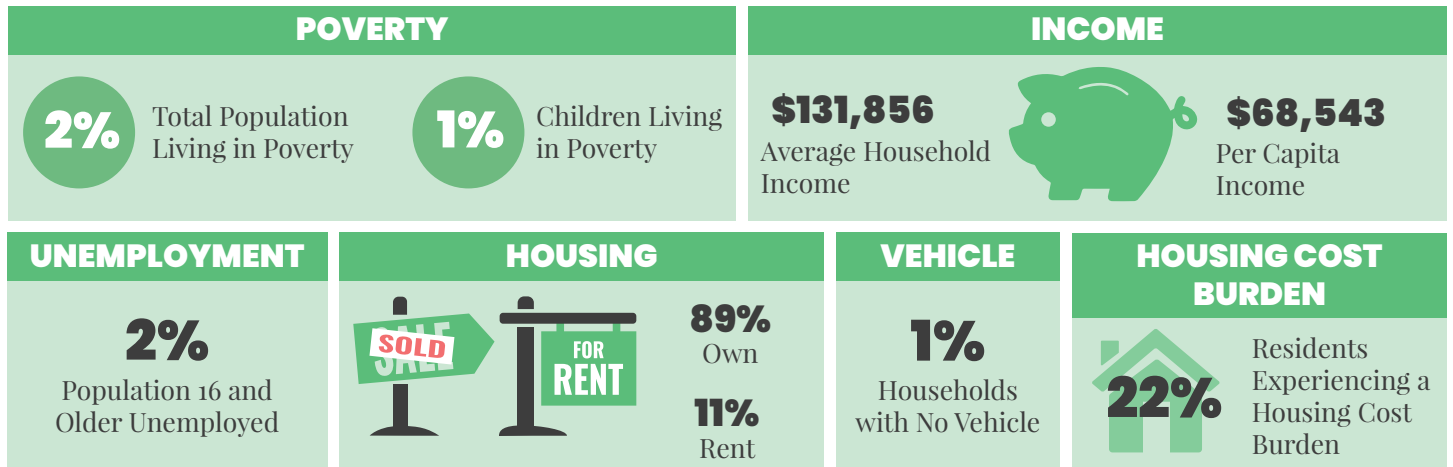 POVERTY
2%
Total Population
Living in Poverty
1%
Children Living
in Poverty
INCOME
$131,856
Average Household
Income
$68,543
Per Capita
Income
UNEMPLOYMENT
2%
Population 16 and
Older Unemployed
HOUSING
SALE
SOLD
FOR
RENT
89%
Own
11%
Rent
VEHICLE
1%
Households
with No Vehicle
HOUSING COST
BURDEN
22%
Residents
Experiencing a
Housing Cost
Burden